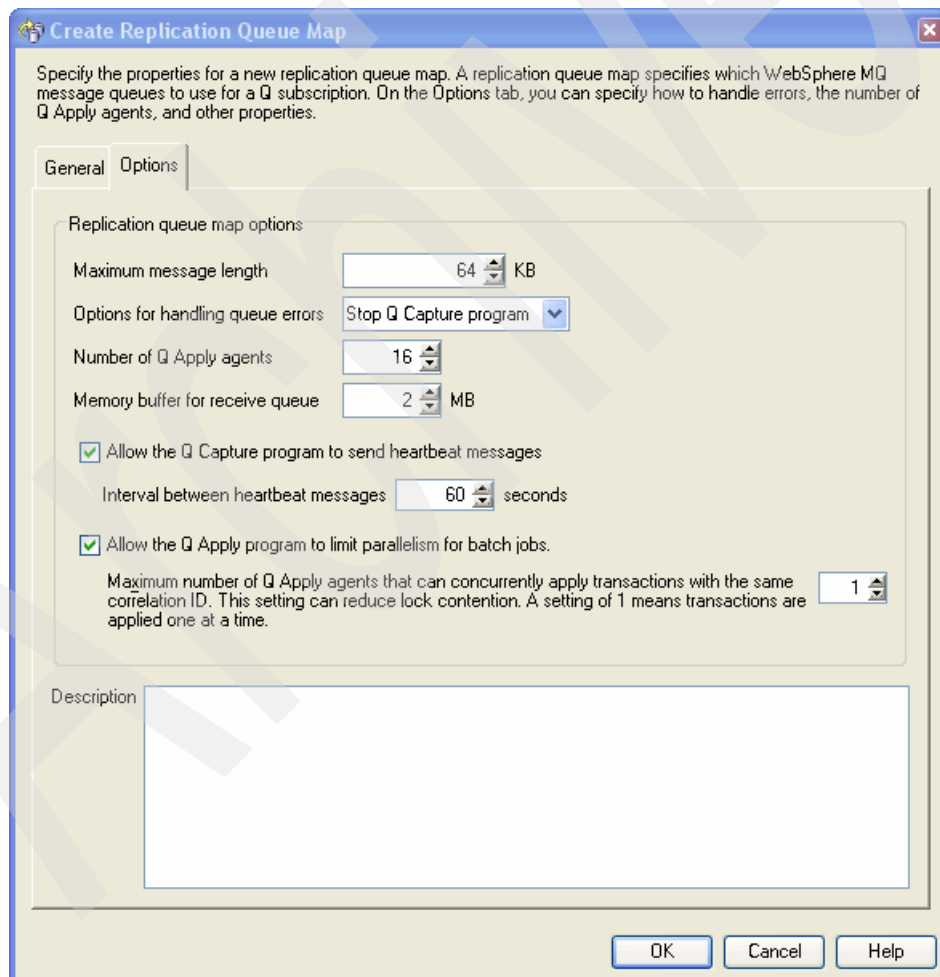 Create Replication Queue Map
Specify the properties for a new replication queue map. A replication queue map specifies which WebSphere MQ
message queues to use for a Q subscription. On the Options tab, you can specify how to handle errors, the number of
Q Apply agents, and other properties.
General Options
Replication queue map options
Maximum message length 64 KB
Options for handling queue errors Stop Q Capture program
Number of Q Apply agents 16
Memory buffer for receive queue 2 MB
Allow the Q Capture program to send heartbeat messages
Interval between heartbeat messages 60 seconds
Allow the Q Apply program to limit parallelism for batch jobs.
Maximum number of Q Apply agents that can concurrently apply transactions with the same
correlation ID. This setting can reduce lock contention. A setting of 1 means transactions are
applied one at a time.
1
Description
OK Cancel Help